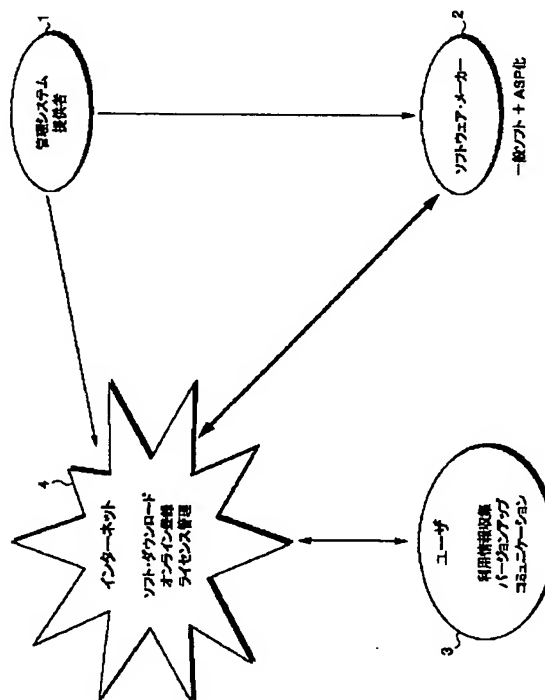 1
管理システム
提供者
2
ソフトウェア・メーカー
一般ソフト + ASP化
4
インターネット
ソフト・ダウンロード
オンライン登録
ライセンス管理
3
ユーザ
利用情報収集
バージョンアップ
コミュニケーション